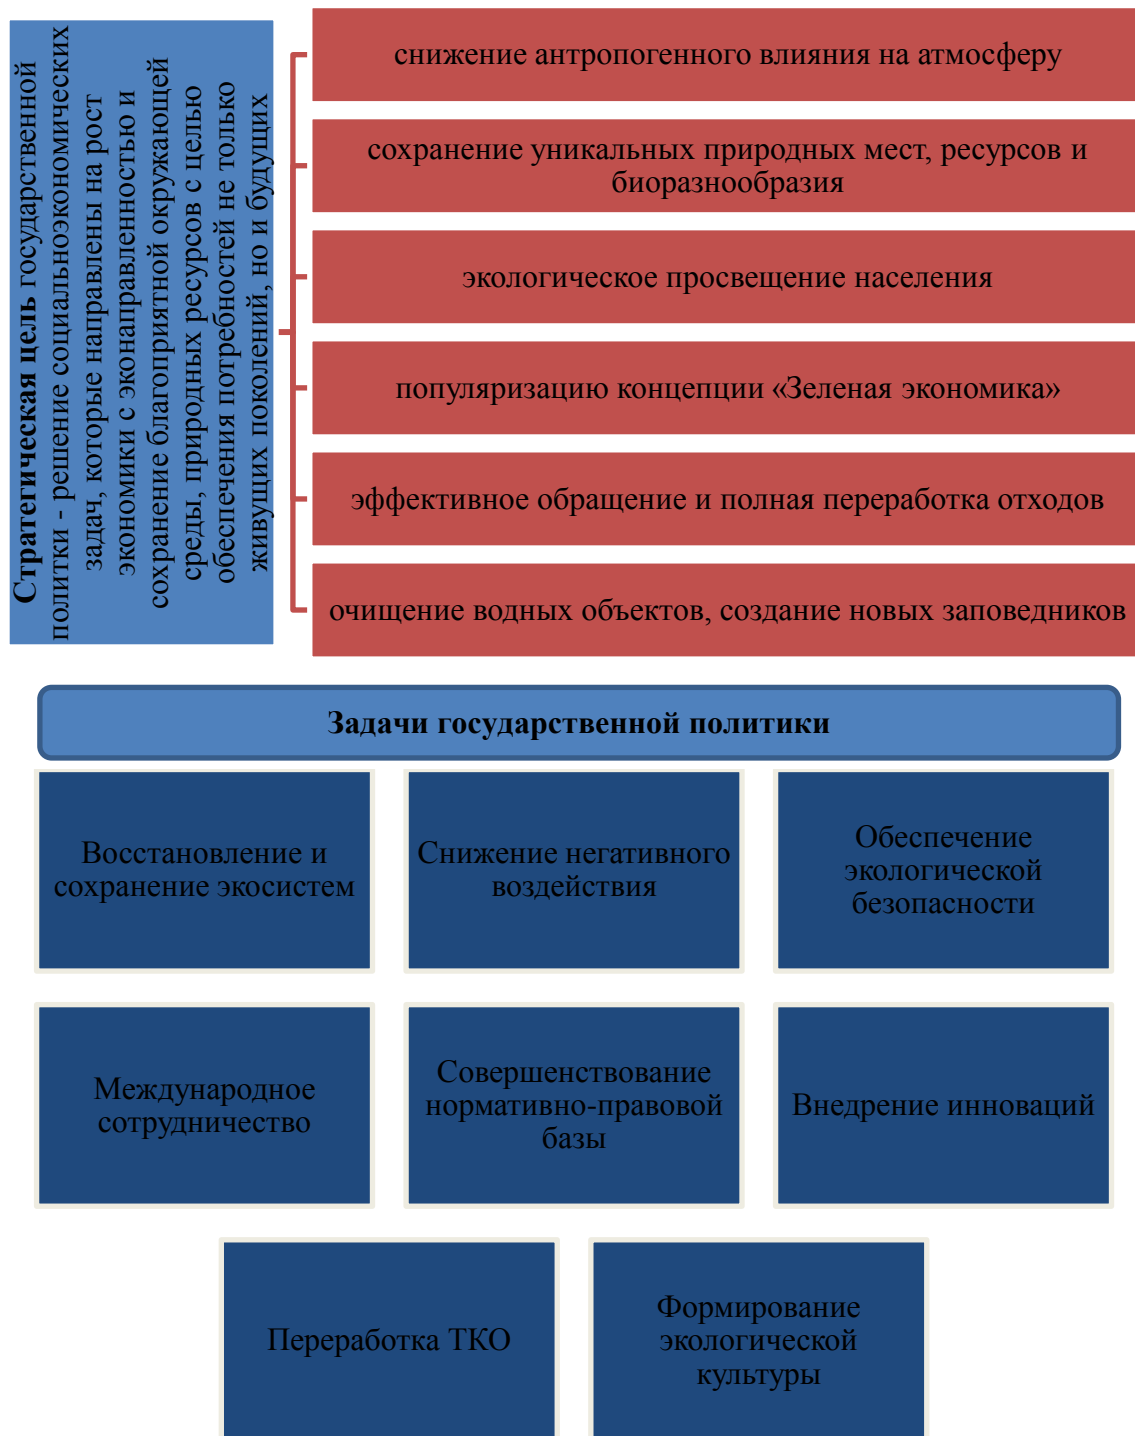 Стратегическая цель государственной
политки - решение социальноэкономических
задач, которые направлены на рост
экономики с эконаправленностью и
сохранение благоприятной окружающей
среды, природных ресурсов с целью
обеспечения потребностей не только
живущих поколений, но и будущих
снижение антропогенного влияния на атмосферу
сохранение уникальных природных мест, ресурсов и
биоразнообразия
экологическое просвещение населения
популяризацию концепции «Зеленая экономика»
эффективное обращение и полная переработка отходов
очищение водных объектов, создание новых заповедников
Задачи государственной политики
Восстановление и
сохранение экосистем
Снижение негативного
воздействия
Обеспечение
экологической
безопасности
Международное
сотрудничество
Совершенствование
нормативно-правовой
базы
Внедрение инноваций
Переработка ТКО
Формирование
экологической
культуры